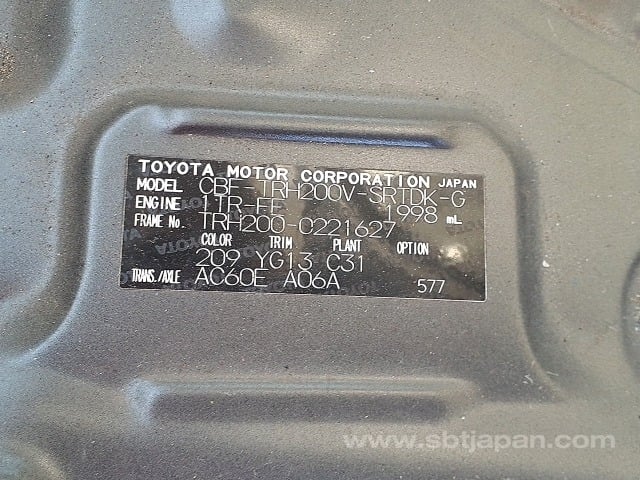 TOYOTA MOTOR CORPORATION JAPAN
MODEL CBF-TRH200V-SRTDK-G
ENGINE 1TR-FE 1998 mL
FRAME No. TRH200-0221627
COLOR TRIM PLANT OPTION
209 YG13 C31
TRANS./AXLE AC60E A06A 577
www.sbtjapan.com